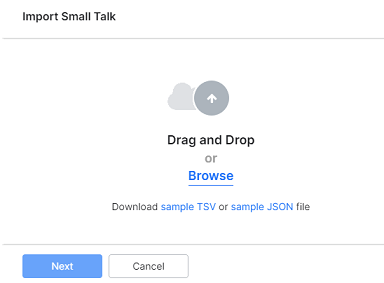 Import Small Talk
Drag and Drop
or
Browse
Download sample TSV or sample JSON file
Next
Cancel